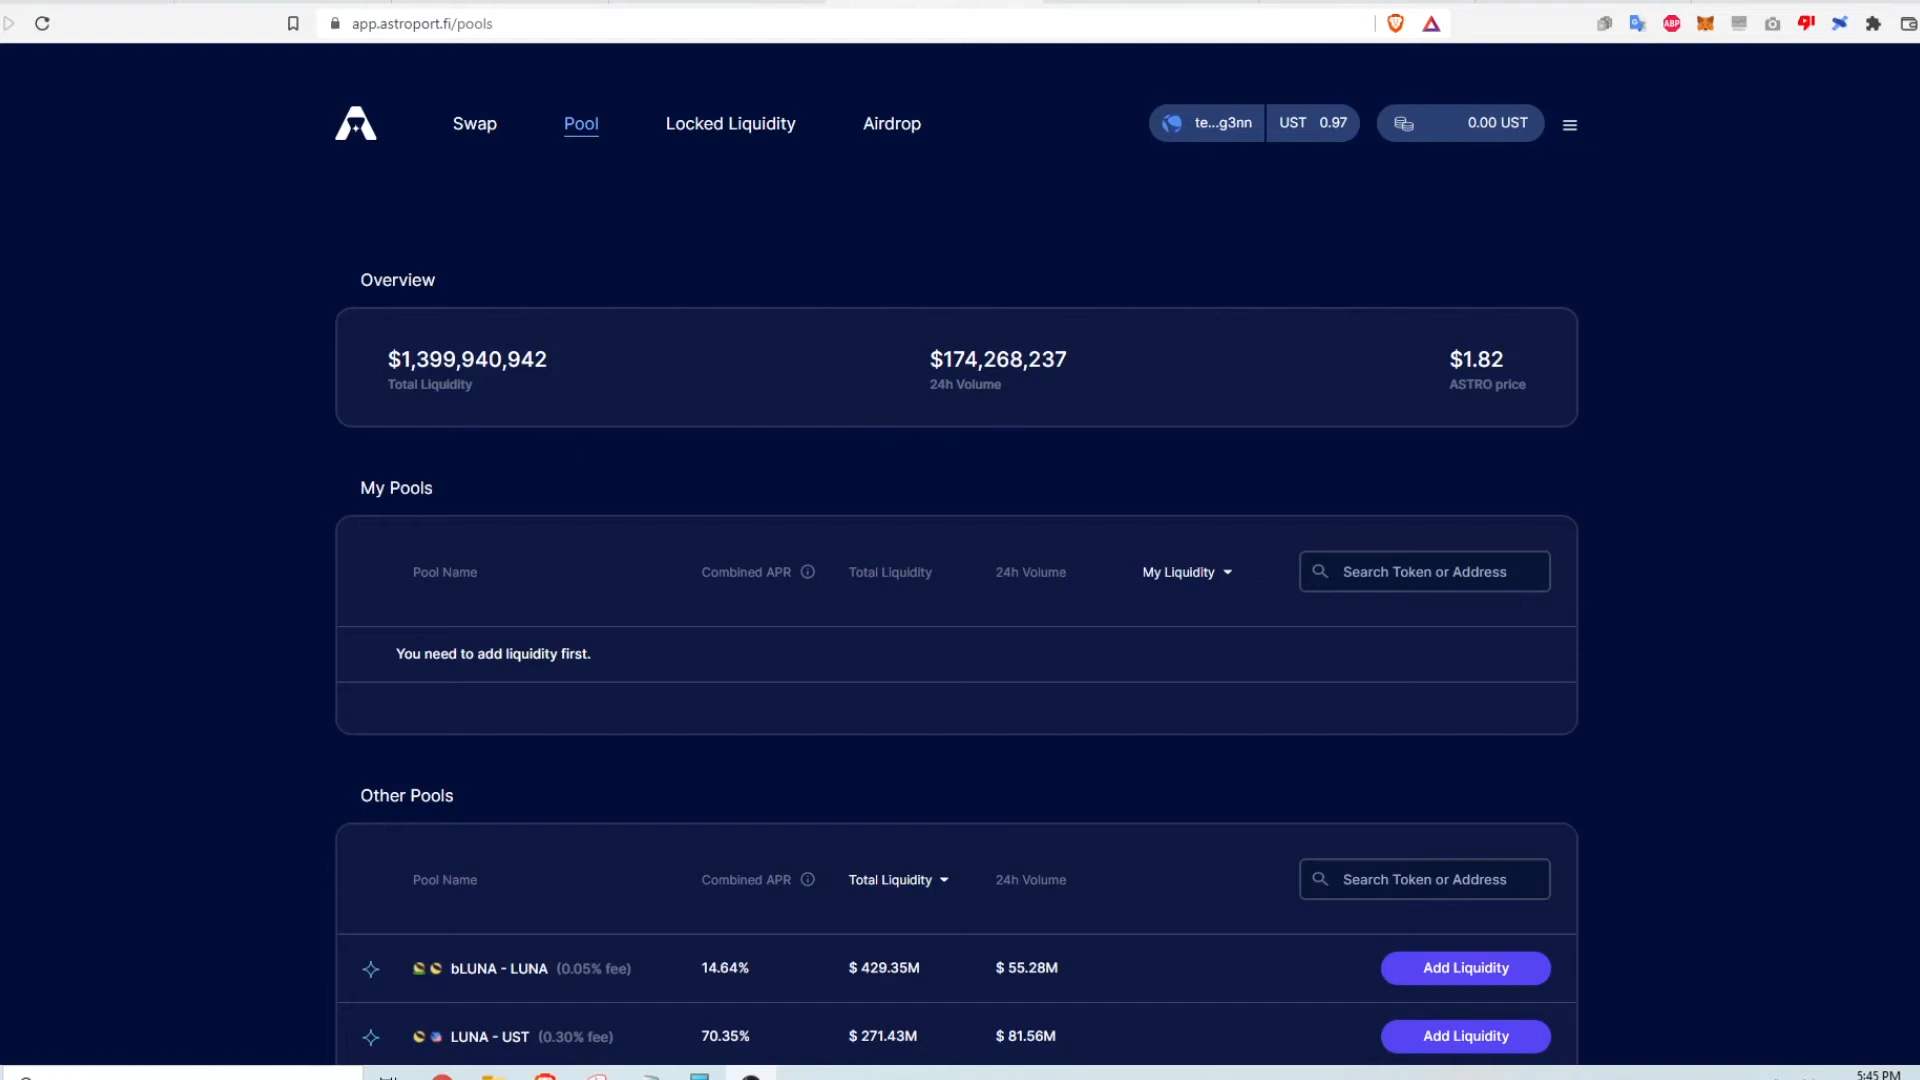 app.astroport.fi/pools
ABP
Swap
Pool
Locked Liquidity
Airdrop
te...g3nn
UST 0.97
0.00 UST
Overview
$1,399,940,942
Total Liquidity
$174,268,237
24h Volume
$1.82
ASTRO price
My Pools
Pool Name
Combined APR
Total Liquidity
24h Volume
My Liquidity
Search Token or Address
You need to add liquidity first.
Other Pools
Pool Name
Combined APR
Total Liquidity
24h Volume
Search Token or Address
bLUNA - LUNA (0.05% fee)
14.64%
$ 429.35M
$ 55.28M
Add Liquidity
LUNA - UST (0.30% fee)
70.35%
$ 271.43M
$ 81.56M
Add Liquidity
5:45 PM